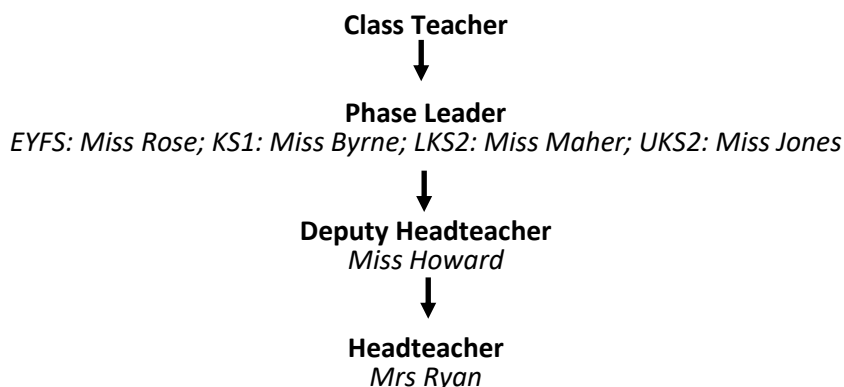 Class Teacher
Phase Leader
EYFS: Miss Rose; KS1: Miss Byrne; LKS2: Miss Maher; UKS2: Miss Jones
Deputy Headteacher
Miss Howard
Headteacher
Mrs Ryan